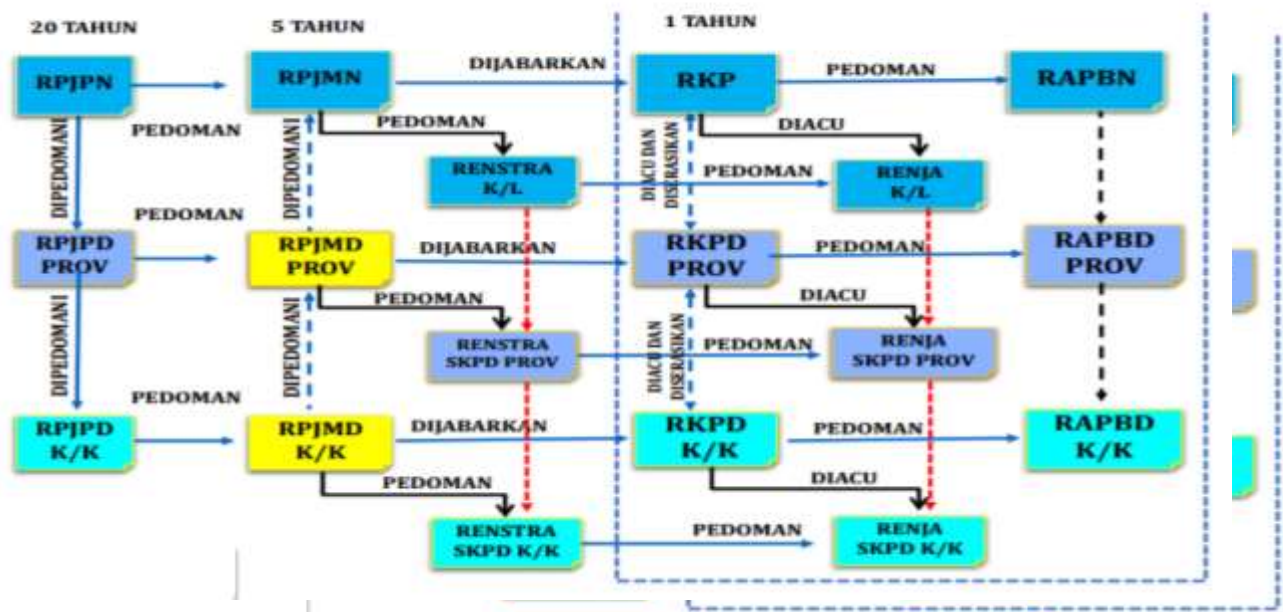 20 TAHUN
5 TAHUN
1 TAHUN
RPJPN
RPJMN
DIJABARKAN
RKP
PEDOMAN
RAPBN
PEDOMAN
PEDOMAN
DIACU
DIPEDOMANI
DIPEDOMANI
RENSTRA
K/L
PEDOMAN
DIACU DAN
DISERASIKAN
RENJA
K/L
PEDOMAN
RPJPD
PROV
RPJMD
PROV
DIJABARKAN
RKPD
PROV
PEDOMAN
RAPBD
PROV
PEDOMAN
DIACU
DIPEDOMANI
DIPEDOMANI
RENSTRA
SKPD PROV
PEDOMAN
DIACU DAN
DISERASIKAN
RENJA
SKPD PROV
PEDOMAN
RPJPD
K/K
RPJMD
K/K
DIJABARKAN
RKPD
K/K
PEDOMAN
RAPBD
K/K
PEDOMAN
DIACU
RENSTRA
SKPD K/K
PEDOMAN
RENJA
SKPD K/K